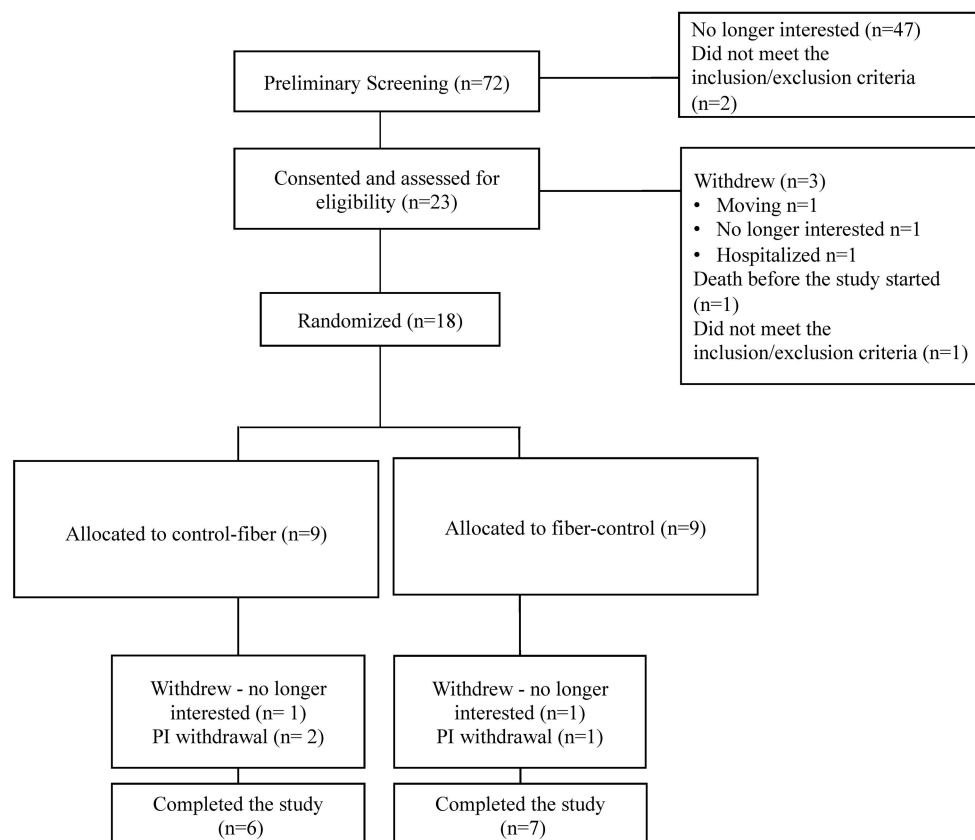 No longer interested (n=47)
Did not meet the
inclusion/exclusion criteria
(n=2)
Preliminary Screening (n=72)
Consented and assessed for
eligibility (n=23)
Withdrew (n=3)
• Moving n=1
• No longer interested n=1
• Hospitalized n=1
Death before the study started
(n=1)
Did not meet the
inclusion/exclusion criteria (n=1)
Randomized (n=18)
Allocated to control-fiber (n=9)
Allocated to fiber-control (n=9)
Withdrew - no longer
interested (n= 1)
PI withdrawal (n= 2)
Withdrew - no longer
interested (n=1)
PI withdrawal (n=1)
Completed the study
(n=6)
Completed the study
(n=7)